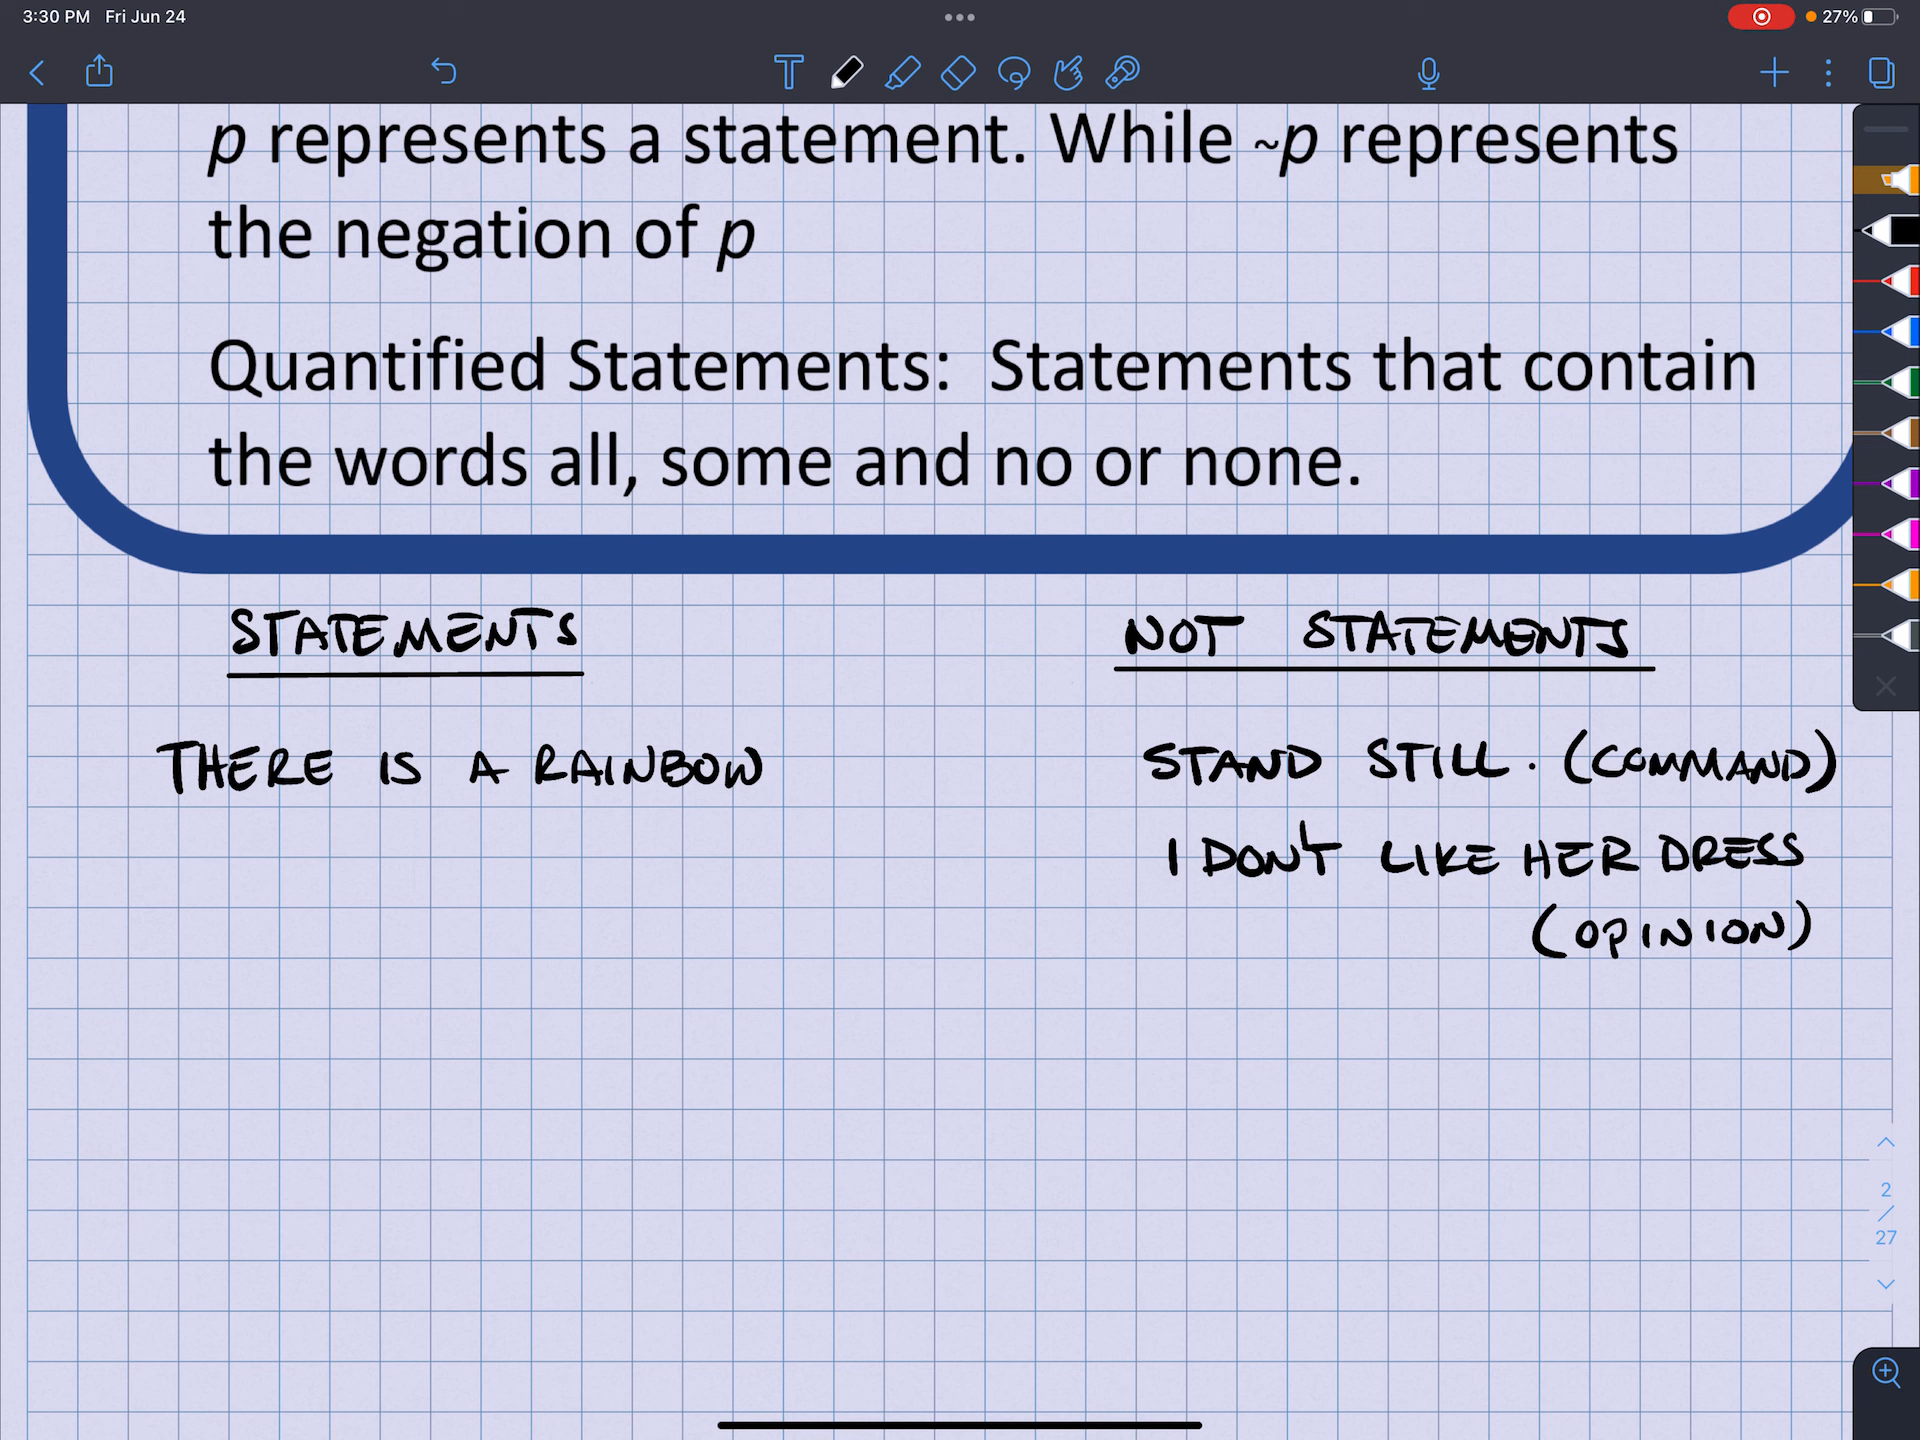 3:30 PM Fri Jun 24
27%
p represents a statement. While ~p represents
the negation of p
Quantified Statements: Statements that contain
the words all, some and no or none.
STATEMENTS
NOT STATEMENTS
THERE IS A RAINBOW
STAND STILL. (COMMAND)
I DON'T LIKE HER DRESS
(OPINION)
2
/
27